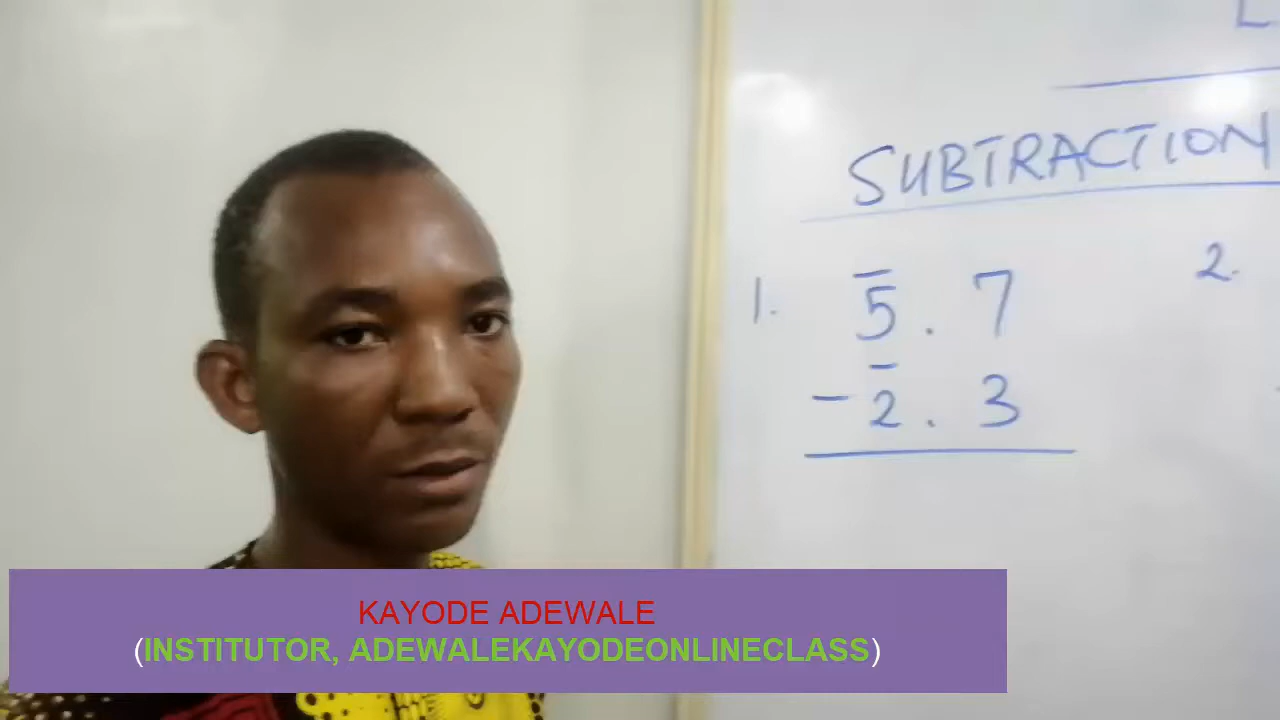 SUBTRACTION
1. 5̅ . 7
- 2̅ . 3
2.
KAYODE ADEWALE
(INSTITUTOR, ADEWALEKAYODEONLINECLASS)